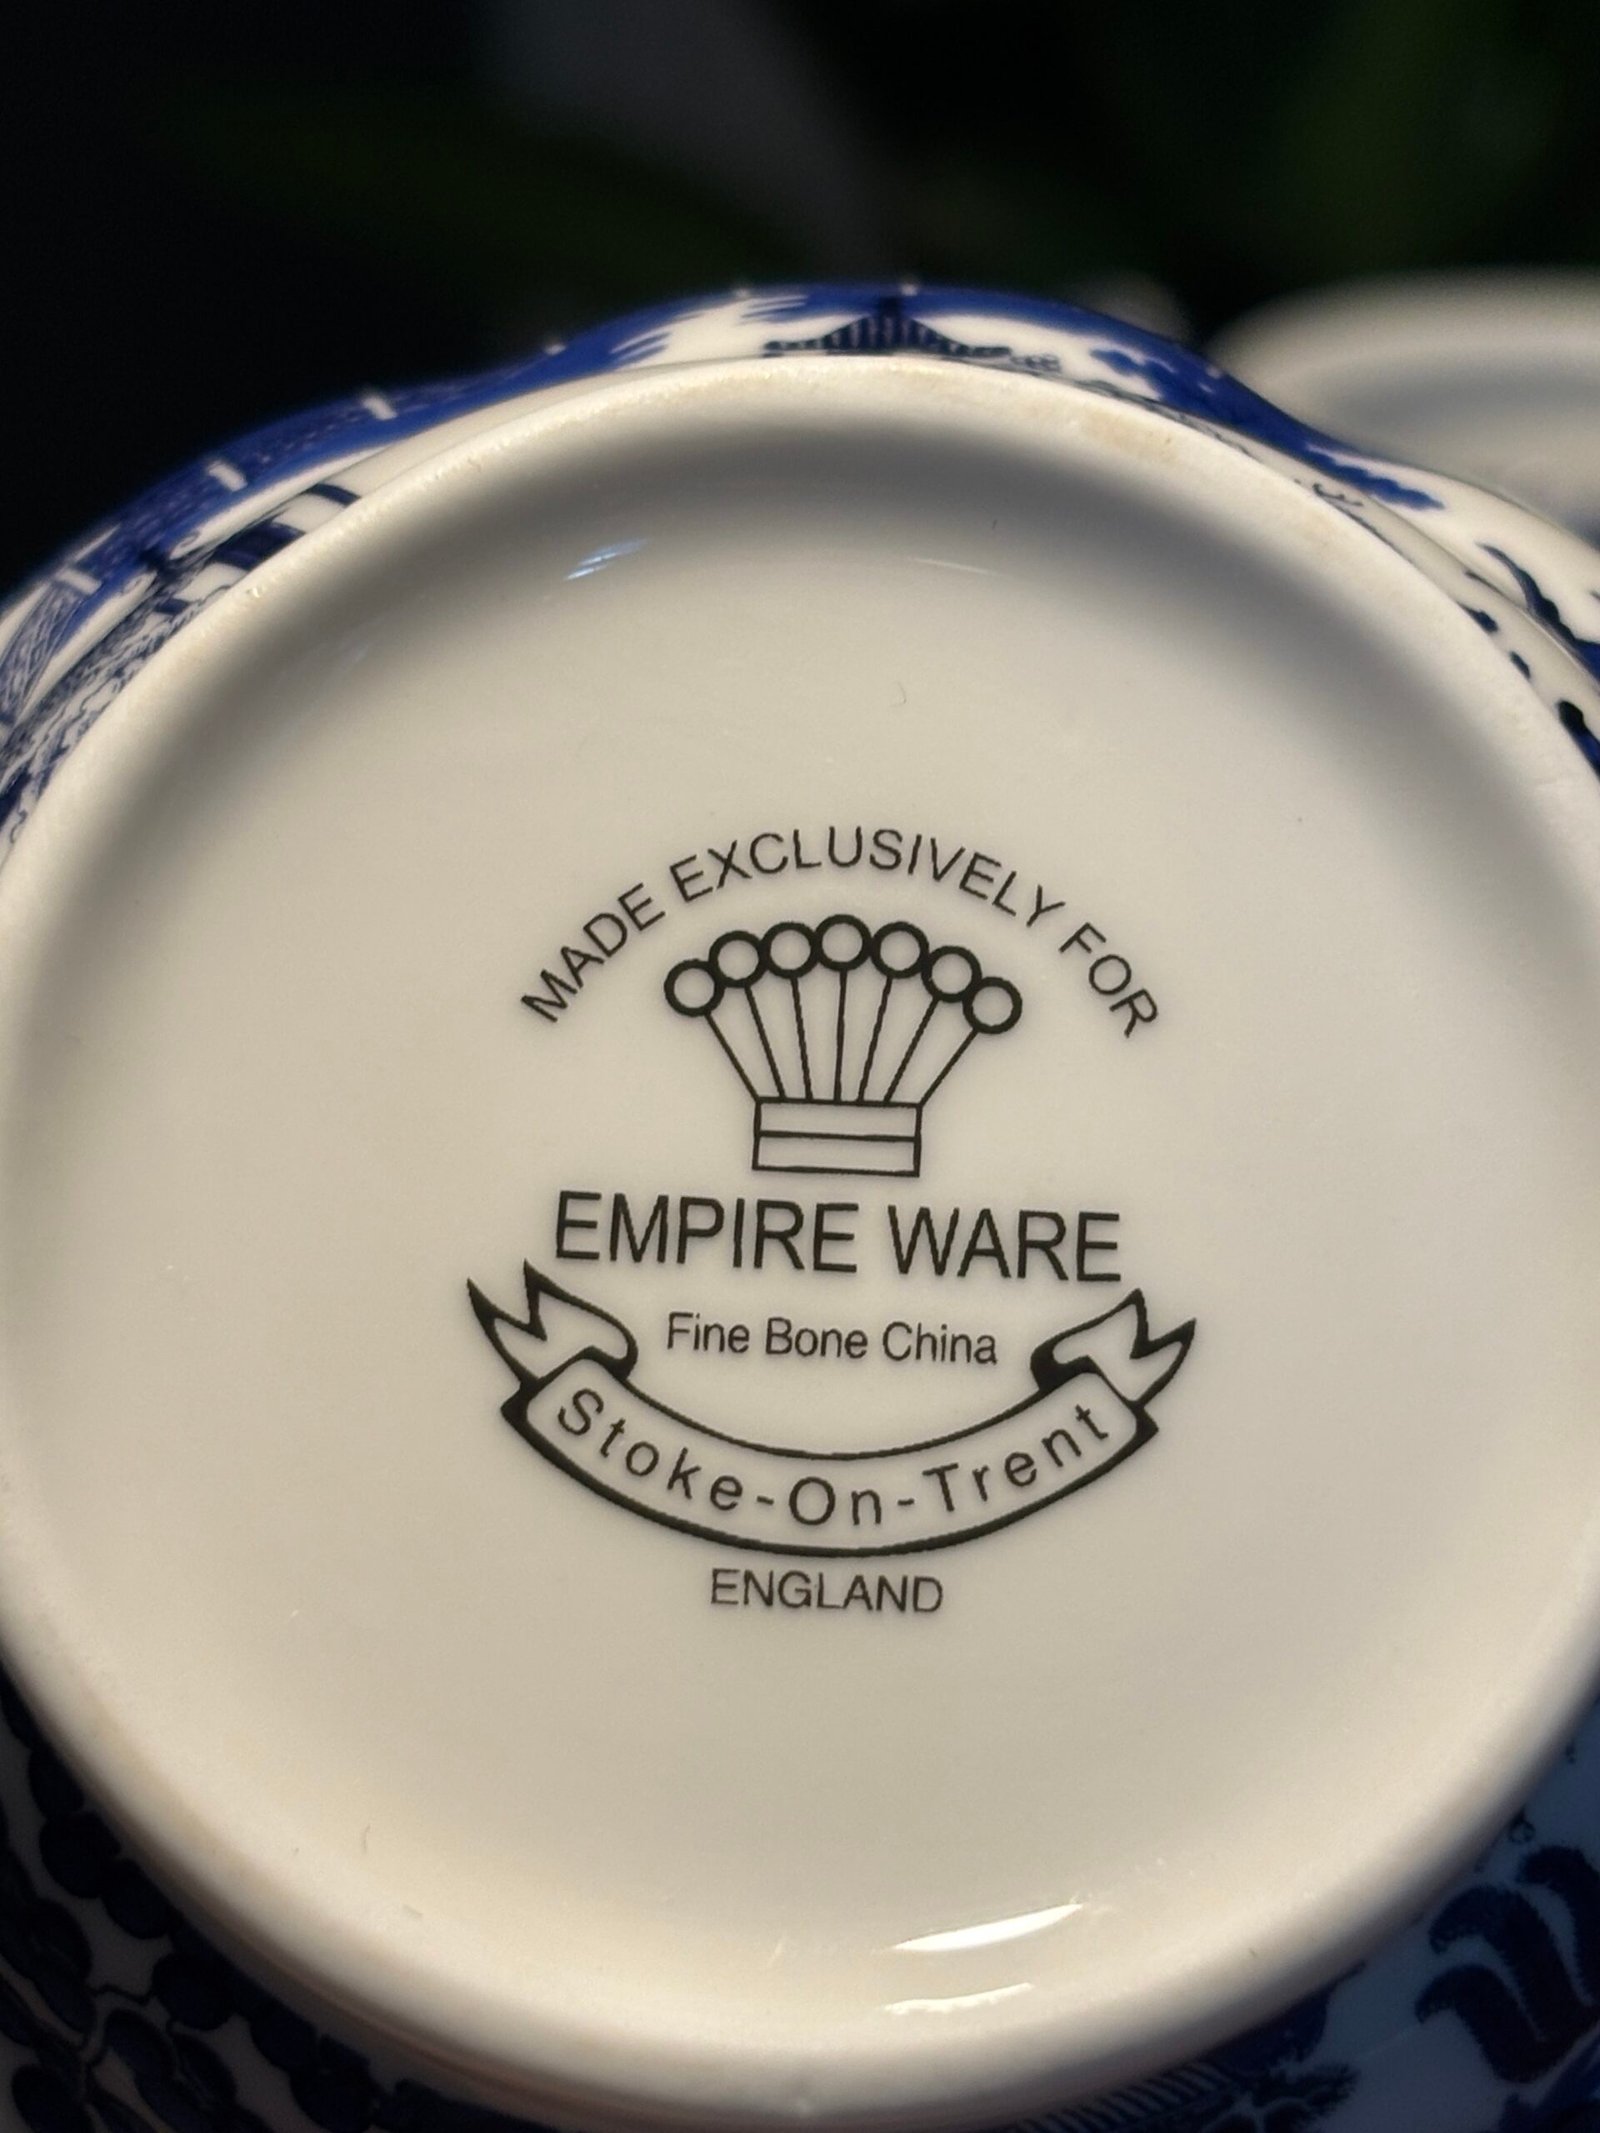 MADE EXCLUSIVELY FOR
EMPIRE WARE
Fine Bone China
Stoke-On-Trent
ENGLAND